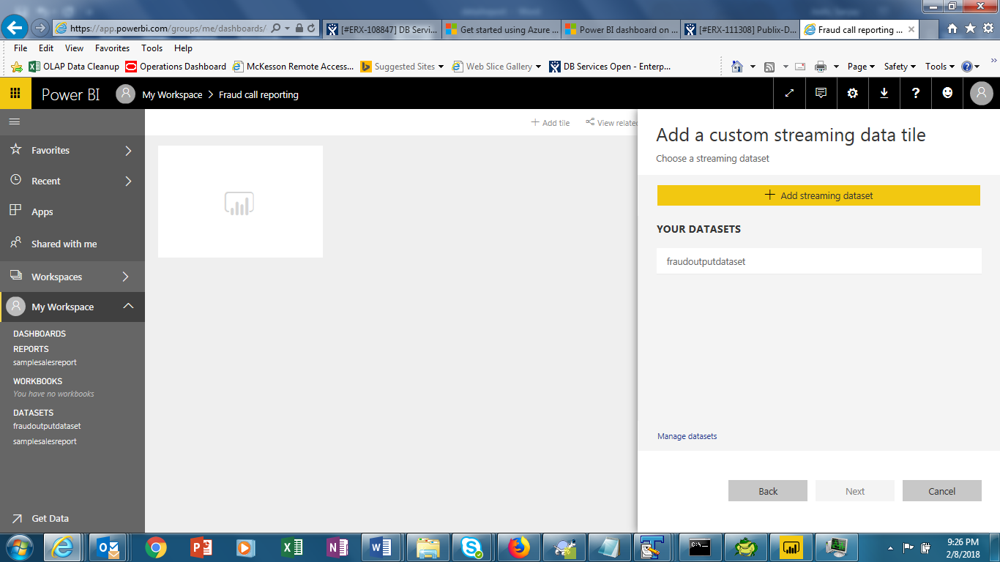 https://app.powerbi.com/groups/me/dashboards/
[#ERX-108847] DB Servi...
Get started using Azure ...
Power BI dashboard on ...
[#ERX-111308] Publix-D...
Fraud call reporting ...
File Edit View Favorites Tools Help
OLAP Data Cleanup Operations Dashboard McKesson Remote Access... Suggested Sites Web Slice Gallery DB Services Open - Enterp... Page Safety Tools
Power BI My Workspace Fraud call reporting
Add tile View related
Favorites
Recent
Apps
Shared with me
Workspaces
My Workspace
DASHBOARDS
REPORTS
samplesalesreport
WORKBOOKS
You have no workbooks
DATASETS
fraudoutputdataset
samplesalesreport
Get Data
Add a custom streaming data tile
Choose a streaming dataset
Add streaming dataset
YOUR DATASETS
fraudoutputdataset
Manage datasets
Back Next Cancel
9:26 PM
2/8/2018